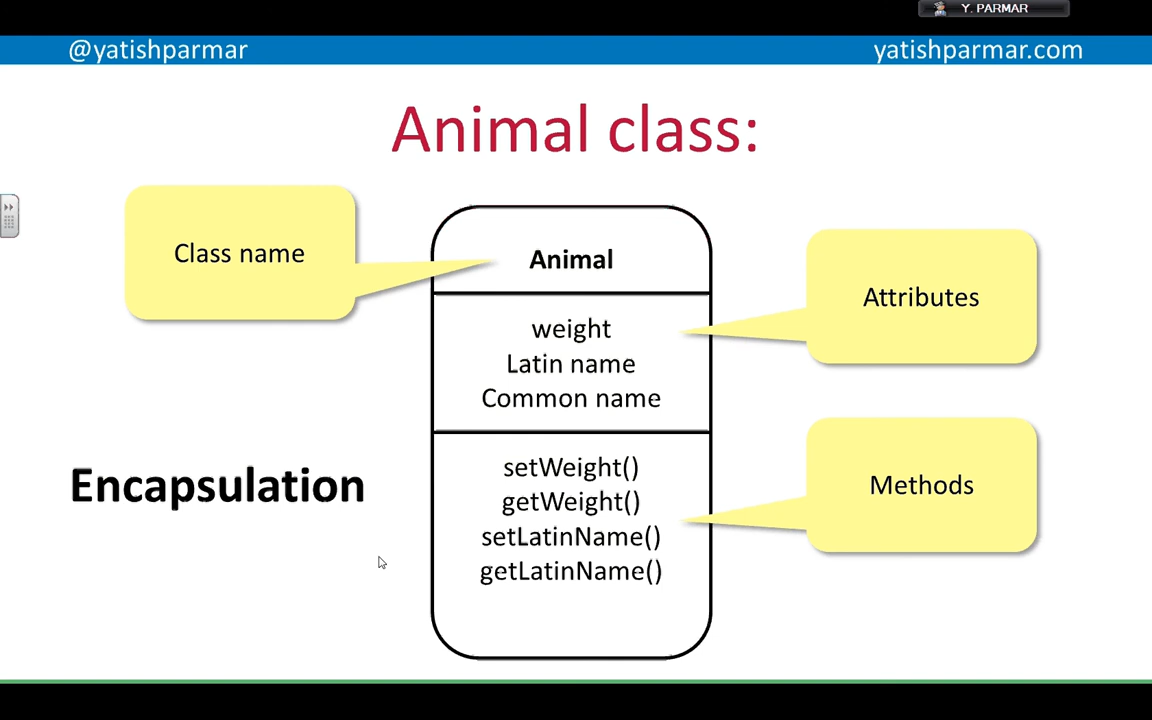 Y. PARMAR
@yatishparmar
yatishparmar.com
Animal class:
Class name
Animal
Attributes
weight
Latin name
Common name
Encapsulation
setWeight()
getWeight()
setLatinName()
getLatinName()
Methods